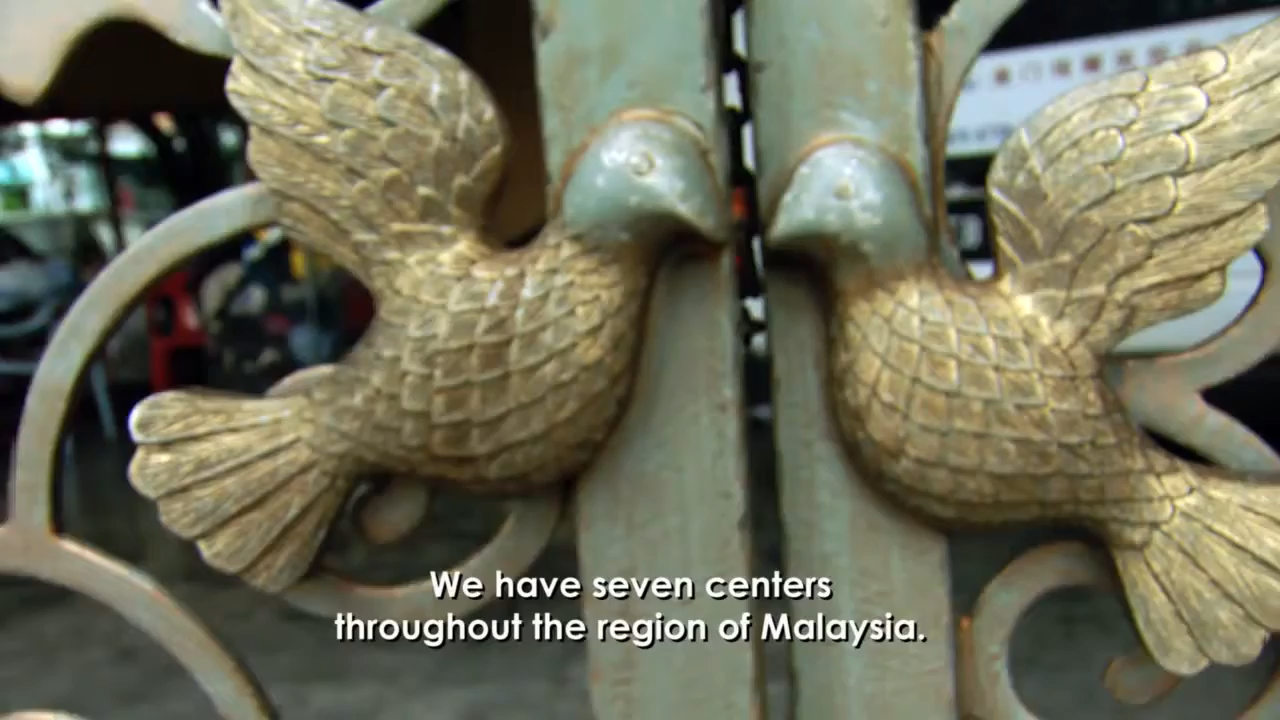 We have seven centers
throughout the region of Malaysia.